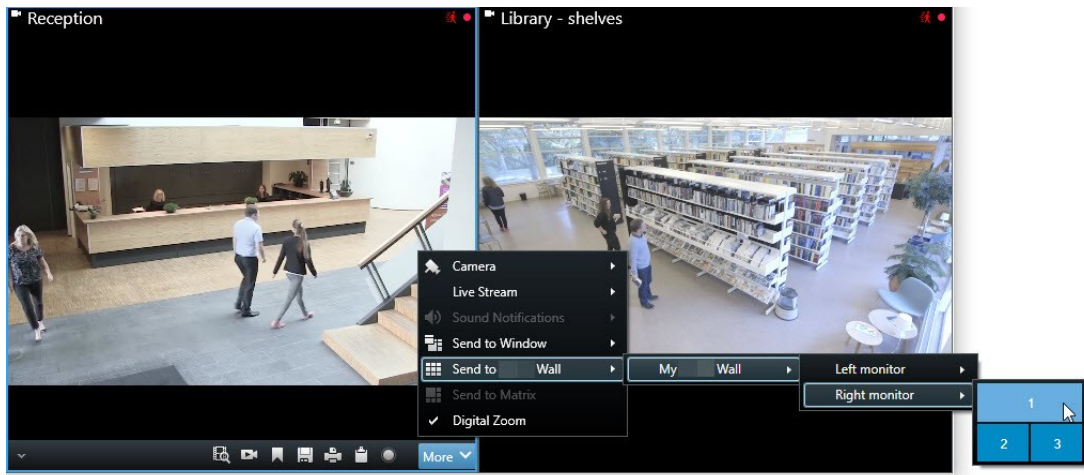 Reception
Library - shelves
Camera
Live Stream
Sound Notifications
Send to Window
Send to Wall
My Wall
Left monitor
Right monitor
1
Send to Matrix
Digital Zoom
2 3
More